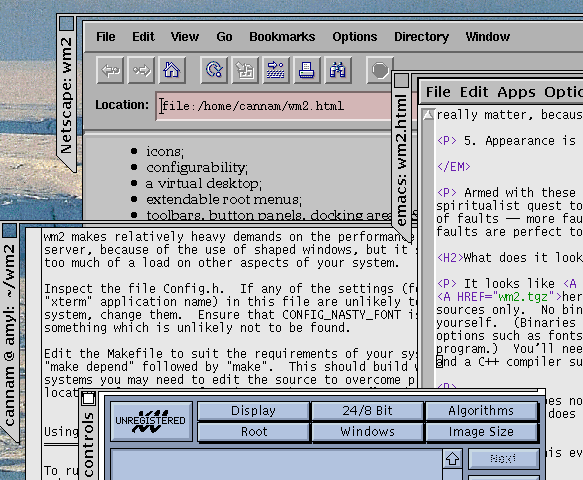 Netscape: wm2
File Edit View Go Bookmarks Options Directory Window
Location: file:/home/cannam/wm2.html
icons;
configurability;
a virtual desktop;
extendable root menus;
toolbars, button panels, docking
emacs: wm2.html
File Edit Apps
really matter, becaus
<P> 5. Appearance is
</EM>
<P> Armed with these
spiritualist quest to
of faults — more fau
faults are perfect to
<H2>What does it look
<P> It looks like <A
<A HREF="wm2.tgz">her
sources only. No bin
yourself. (Binaries
options such as fonts
program.) You'll nee
and a C++ compiler su
<P>
es no
does
is ev
cannam @ amyl: ~/wm2
wm2 makes relatively heavy demands on the performance
server, because of the use of shaped windows, but it s
too much of a load on other aspects of your system.
Inspect the file Config.h. If any of the settings (fo
"xterm" application name) in this file are unlikely to
system, change them. Ensure that CONFIG_NASTY_FONT is
something which is unlikely not to be found.
Edit the Makefile to suit the requirements of your sys
"make depend" followed by "make". This should build w
systems you may need to edit the source to overcome p
locat
Using
To ru
controls
UNREGISTERED
Display 24/8 Bit Algorithms
Root Windows Image Size
Next